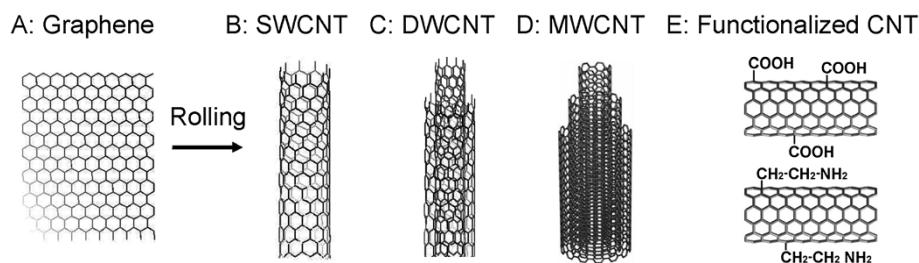 A: Graphene
B: SWCNT
C: DWCNT
D: MWCNT
E: Functionalized CNT
Rolling
COOH
COOH
COOH
CH₂-CH₂-NH₂
CH₂-CH₂ NH₂